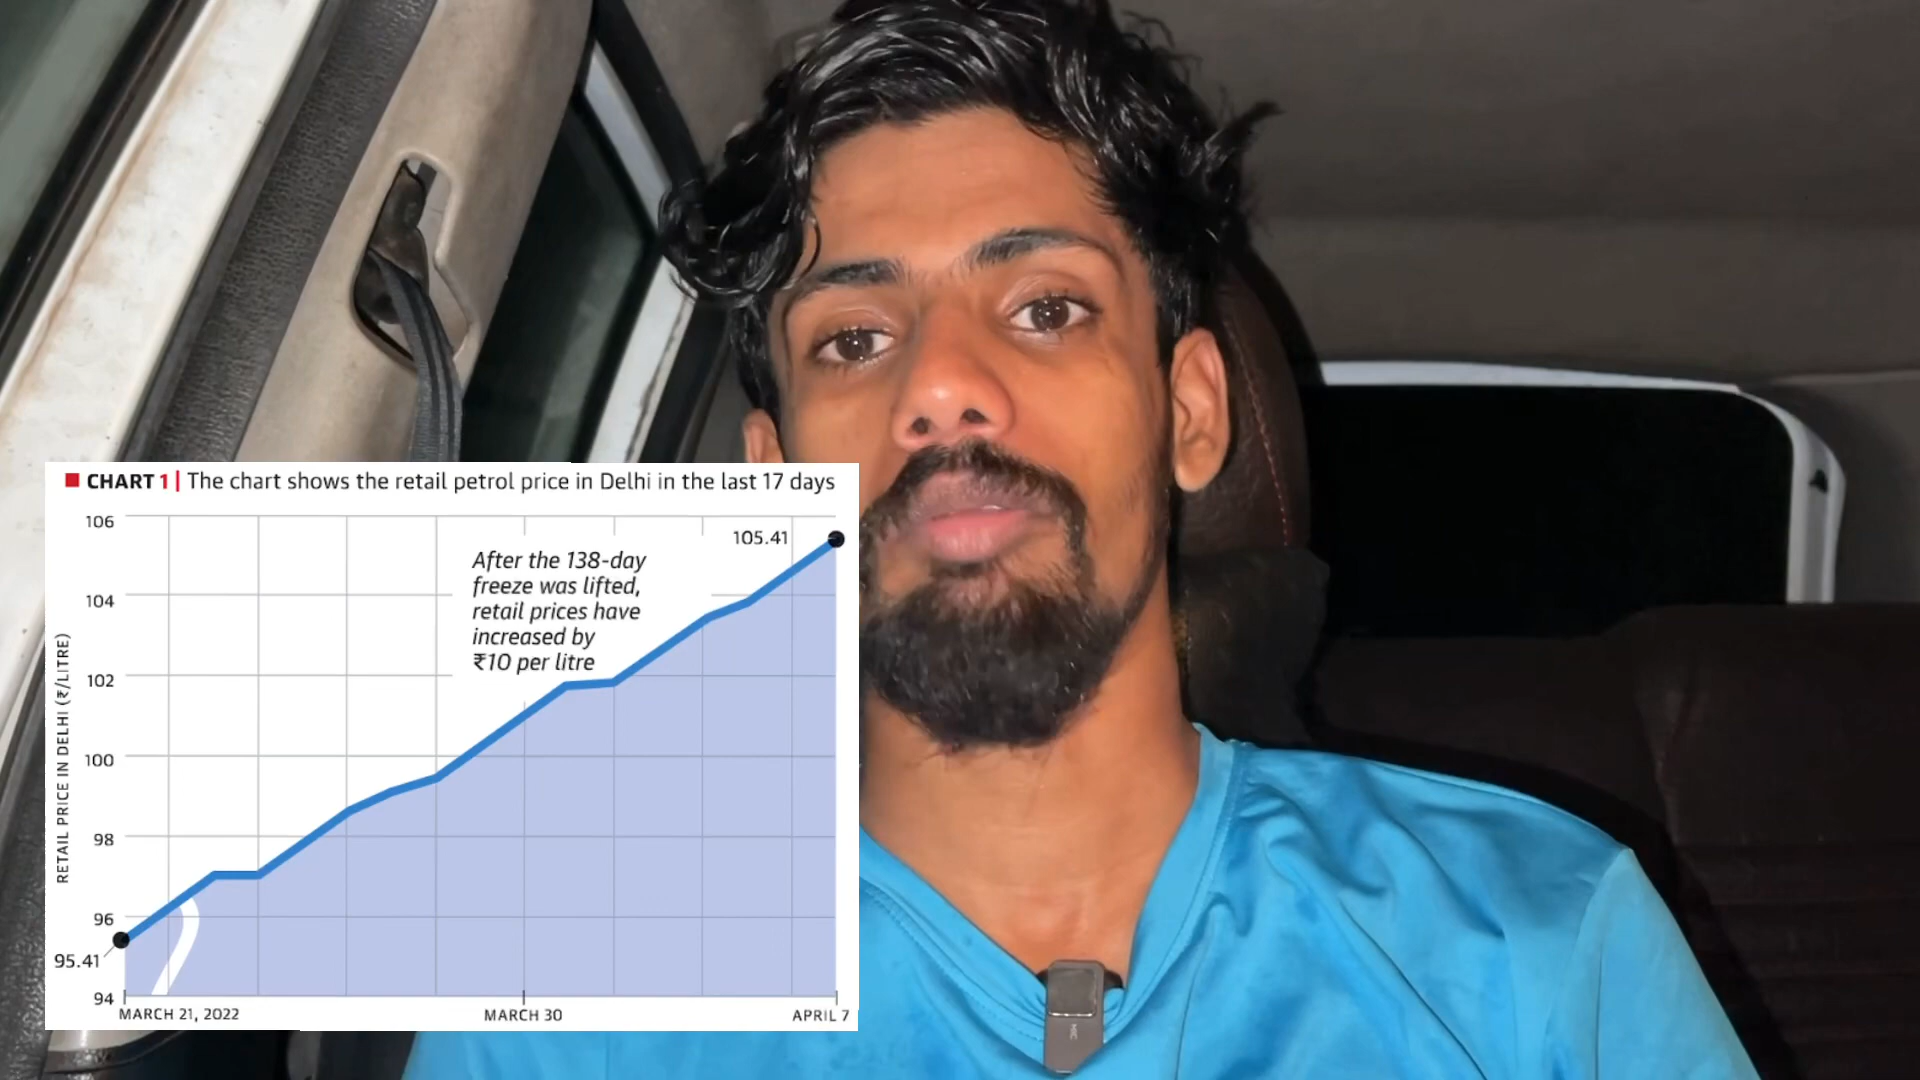 CHART 1 | The chart shows the retail petrol price in Delhi in the last 17 days
RETAIL PRICE IN DELHI (₹/LITRE)
106
104
102
100
98
96
94
After the 138-day
freeze was lifted,
retail prices have
increased by
₹10 per litre
105.41
95.41
MARCH 21, 2022
MARCH 30
APRIL 7
MIC